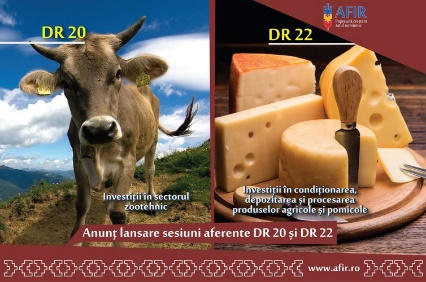 DR 20
DR 22
AFIR
Investiții în sectorul
zootehnic
Investiții în condiționarea,
depozitarea și procesarea
produselor agricole și pomicole
Anunț lansare sesiuni aferente DR 20 și DR 22
www.afir.ro